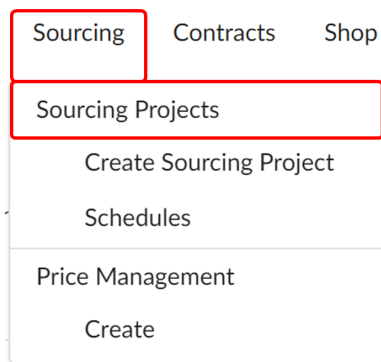 Sourcing Contracts Shop
Sourcing Projects
Create Sourcing Project
Schedules
Price Management
Create